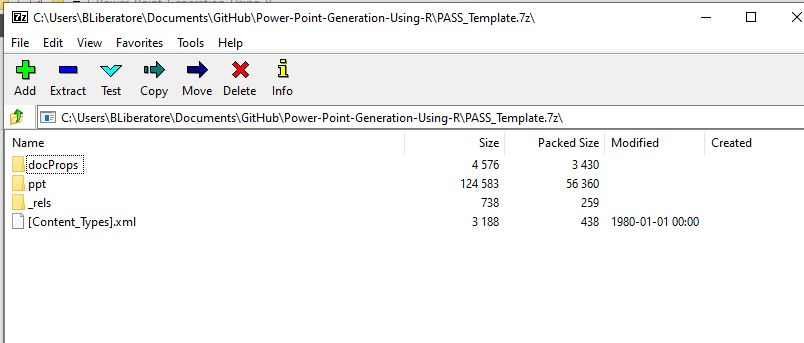 C:\Users\BLiberatore\Documents\GitHub\Power-Point-Generation-Using-R\PASS_Template.7z\
File Edit View Favorites Tools Help
Add Extract Test Copy Move Delete Info
C:\Users\BLiberatore\Documents\GitHub\Power-Point-Generation-Using-R\PASS_Template.7z\
Name Size Packed Size Modified Created
docProps 4 576 3 430
ppt 124 583 56 360
_rels 738 259
[Content_Types].xml 3 188 438 1980-01-01 00:00